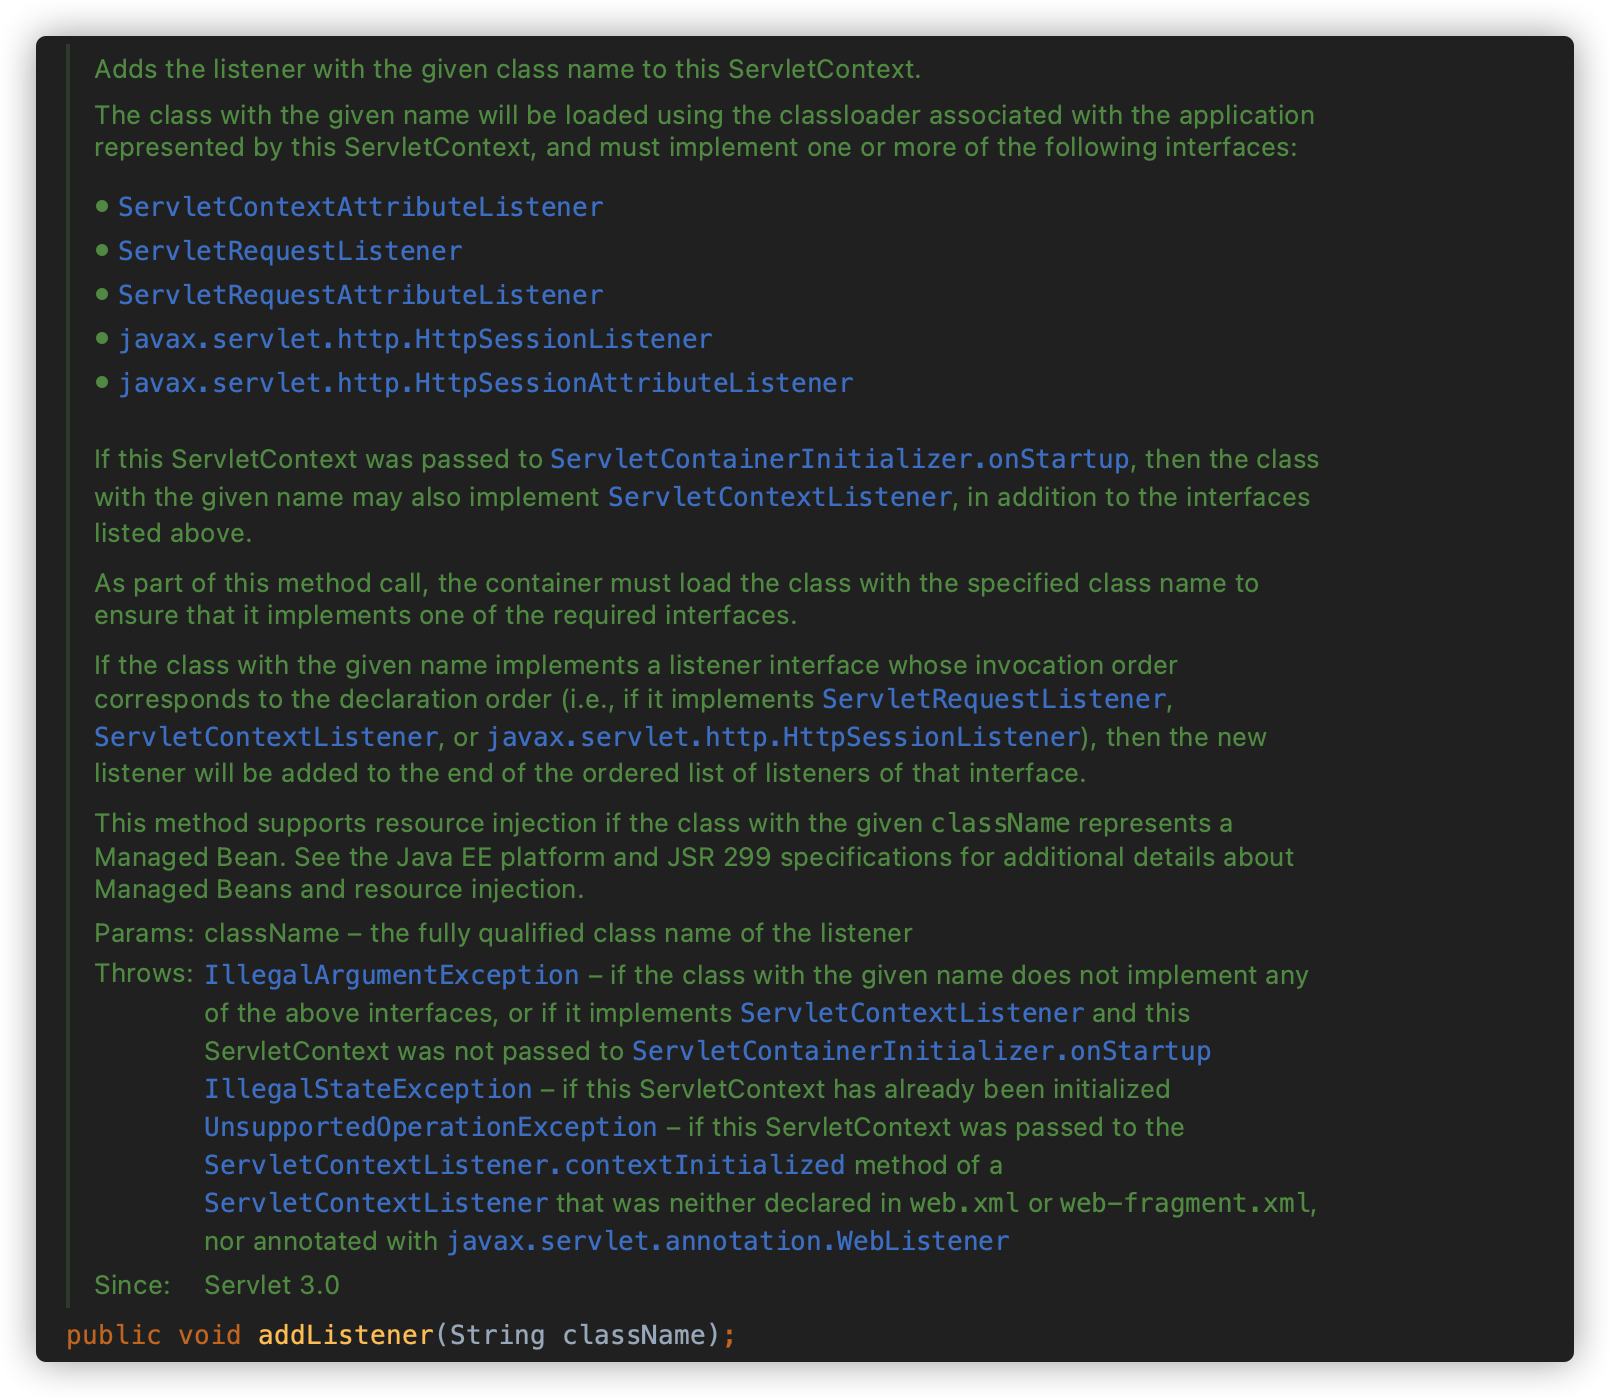 Adds the listener with the given class name to this ServletContext.
The class with the given name will be loaded using the classloader associated with the application
represented by this ServletContext, and must implement one or more of the following interfaces:
• ServletContextAttributeListener
• ServletRequestListener
• ServletRequestAttributeListener
• javax.servlet.http.HttpSessionListener
• javax.servlet.http.HttpSessionAttributeListener
If this ServletContext was passed to ServletContainerInitializer.onStartup, then the class
with the given name may also implement ServletContextListener, in addition to the interfaces
listed above.
As part of this method call, the container must load the class with the specified class name to
ensure that it implements one of the required interfaces.
If the class with the given name implements a listener interface whose invocation order
corresponds to the declaration order (i.e., if it implements ServletRequestListener,
ServletContextListener, or javax.servlet.http.HttpSessionListener), then the new
listener will be added to the end of the ordered list of listeners of that interface.
This method supports resource injection if the class with the given className represents a
Managed Bean. See the Java EE platform and JSR 299 specifications for additional details about
Managed Beans and resource injection.
Params: className – the fully qualified class name of the listener
Throws: IllegalArgumentException – if the class with the given name does not implement any
of the above interfaces, or if it implements ServletContextListener and this
ServletContext was not passed to ServletContainerInitializer.onStartup
IllegalStateException – if this ServletContext has already been initialized
UnsupportedOperationException – if this ServletContext was passed to the
ServletContextListener.contextInitialized method of a
ServletContextListener that was neither declared in web.xml or web-fragment.xml,
nor annotated with javax.servlet.annotation.WebListener
Since: Servlet 3.0
public void addListener(String className);